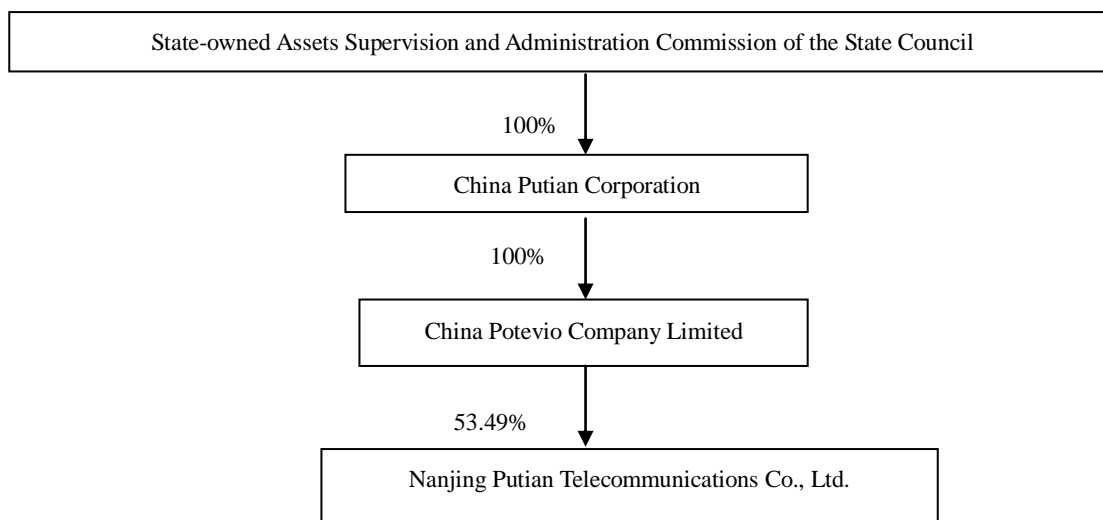 State-owned Assets Supervision and Administration Commission of the State Council
100%
China Putian Corporation
100%
China Potevio Company Limited
53.49%
Nanjing Putian Telecommunications Co., Ltd.